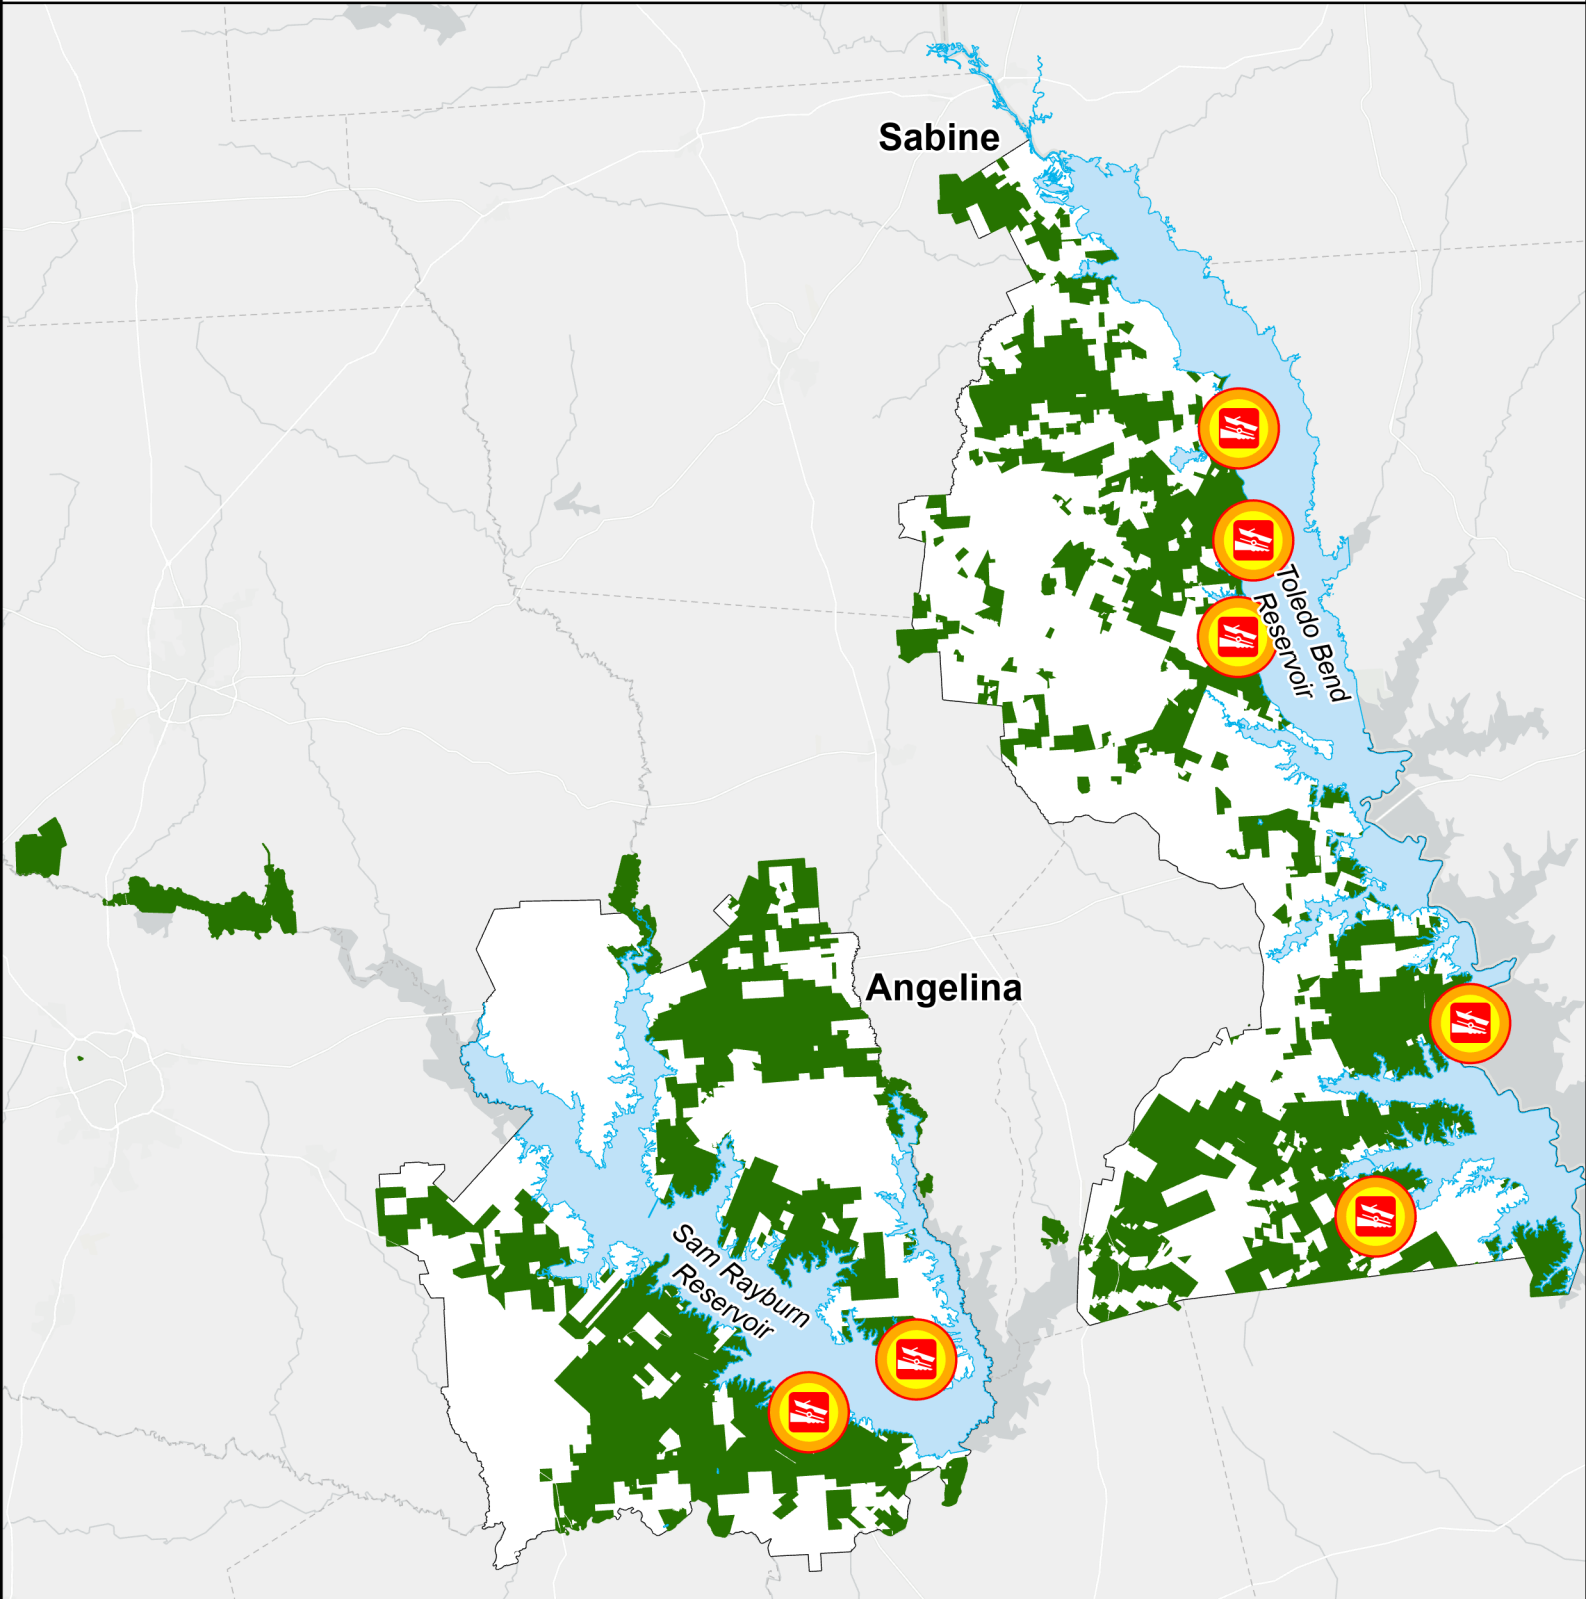 Sabine
Toledo Bend
Reservoir
Angelina
Sam Rayburn
Reservoir